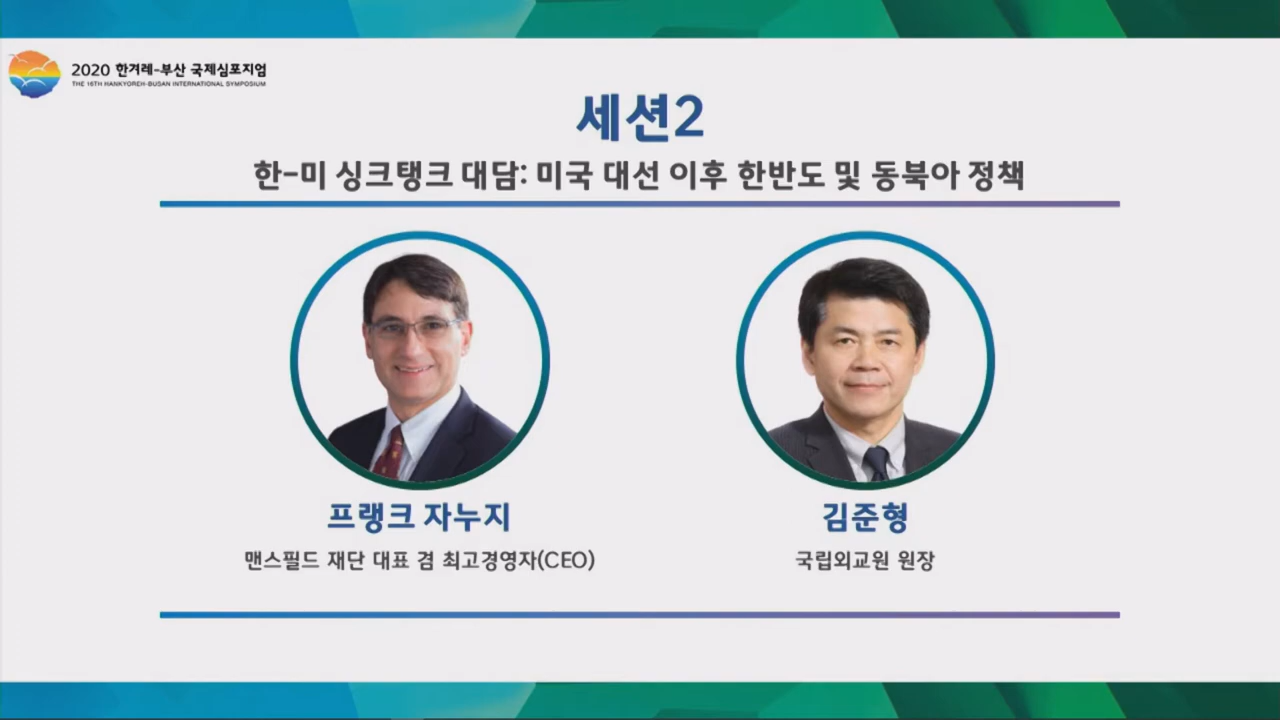 2020 한겨레-부산 국제심포지엄
THE 16TH HANKYOREH-BUSAN INTERNATIONAL SYMPOSIUM
세션2
한-미 싱크탱크 대담: 미국 대선 이후 한반도 및 동북아 정책
프랭크 자누지
맨스필드 재단 대표 겸 최고경영자(CEO)
김준형
국립외교원 원장